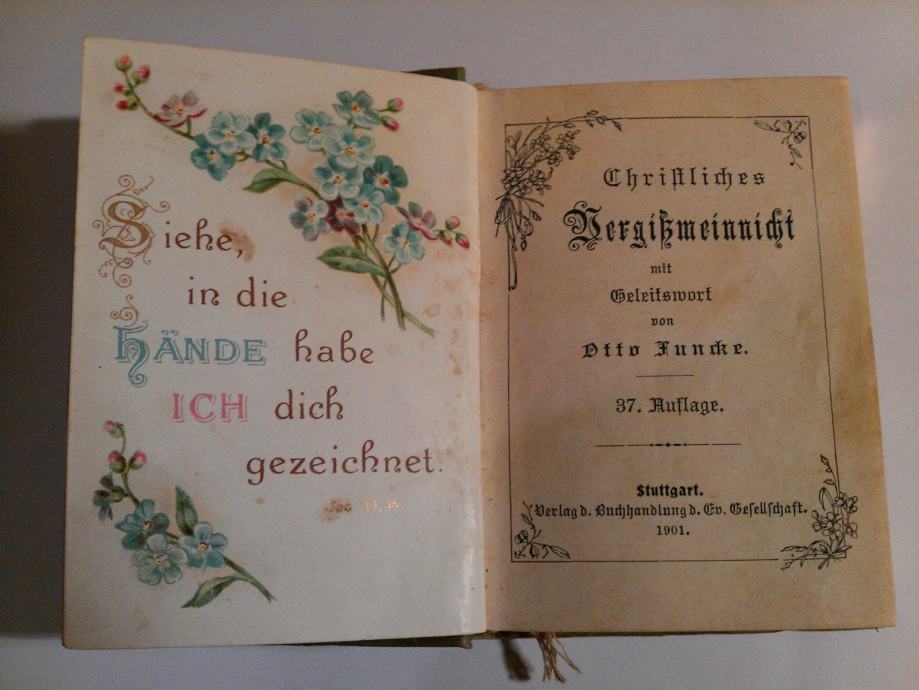 Siehe,
in die
HÄNDE habe
ICH dich
gezeichnet.
Christliches
Vergißmeinnicht
mit
Geleitswort
von
Otto Funcke.
37. Auflage.
Stuttgart.
Verlag d. Buchhandlung d. Ev. Gesellschaft.
1901.